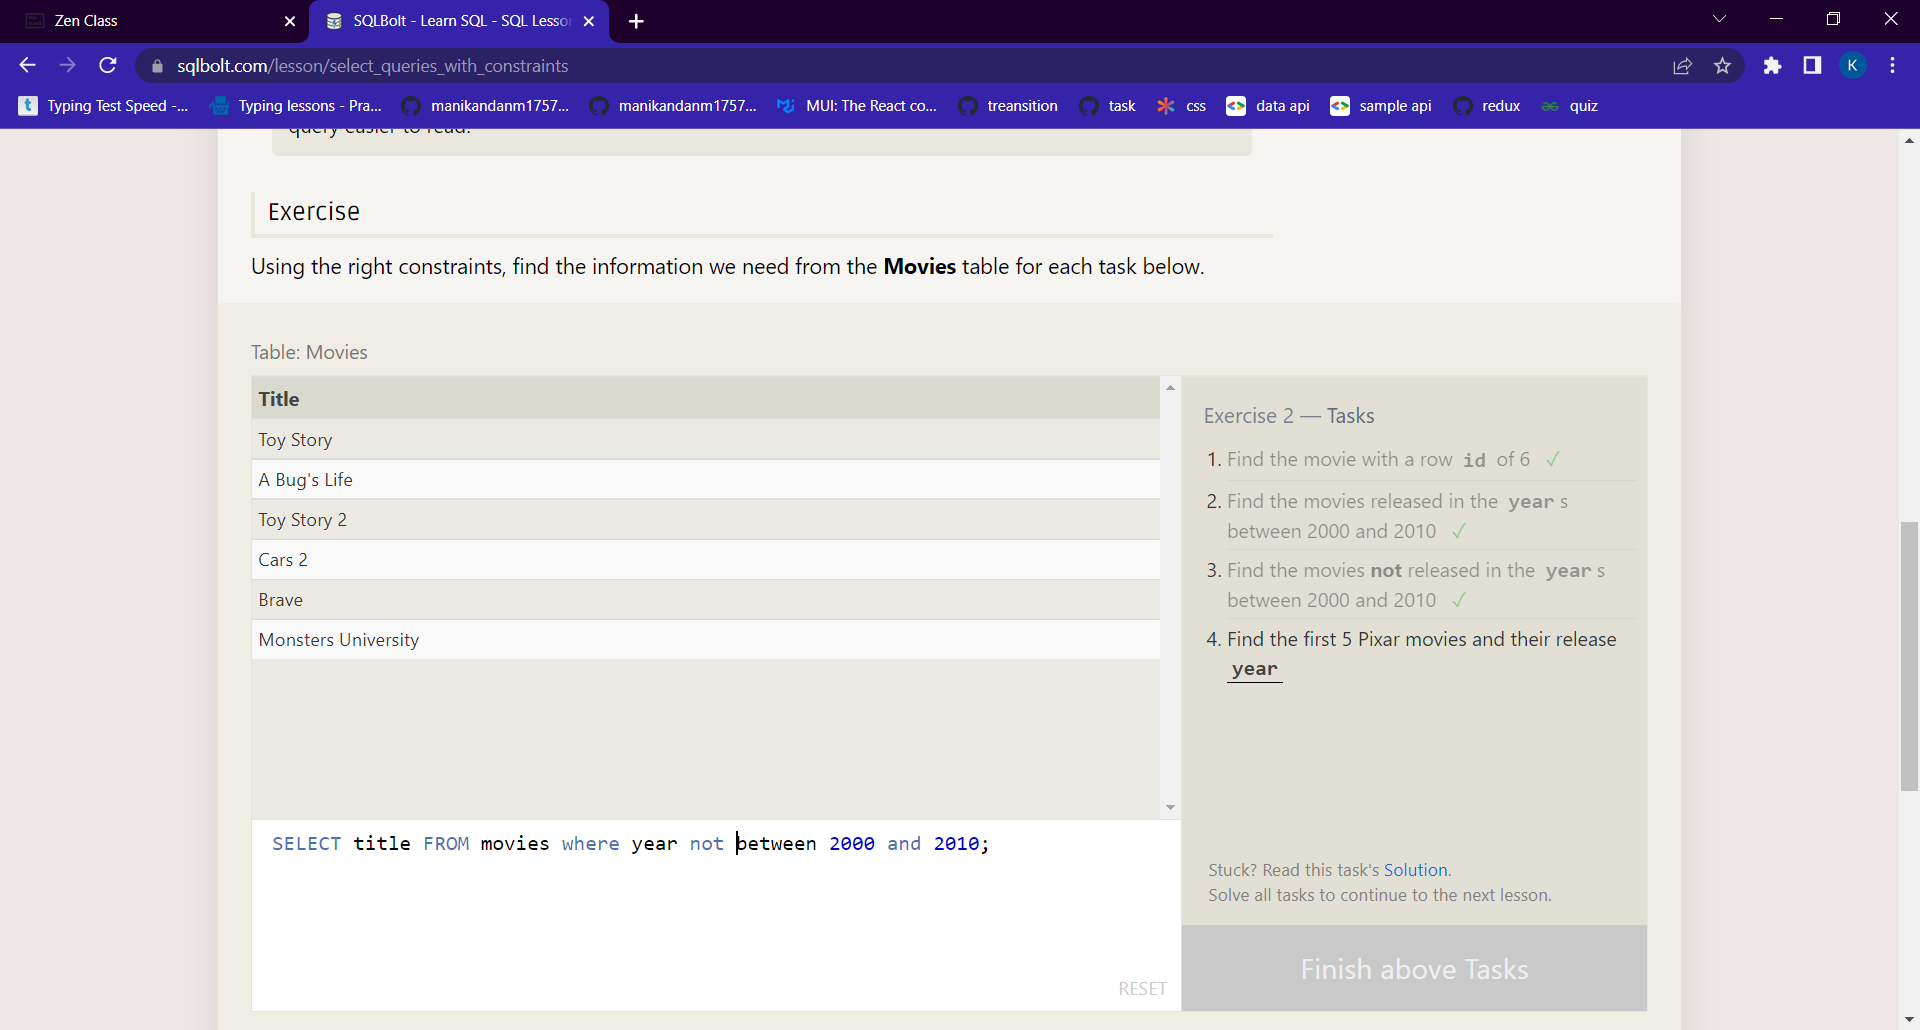 Zen Class
SQLBolt - Learn SQL - SQL Lesso
sqlbolt.com/lesson/select_queries_with_constraints
K
Typing Test Speed -...
Typing lessons - Pra...
manikandanm1757...
manikandanm1757...
MUI: The React co...
treansition
task
css
data api
sample api
redux
quiz
query easier to read.
Exercise
Using the right constraints, find the information we need from the Movies table for each task below.
Table: Movies
Title
Toy Story
A Bug's Life
Toy Story 2
Cars 2
Brave
Monsters University
SELECT title FROM movies where year not between 2000 and 2010;
RESET
Exercise 2 — Tasks
1. Find the movie with a row id of 6 ✓
2. Find the movies released in the year s
between 2000 and 2010 ✓
3. Find the movies not released in the year s
between 2000 and 2010 ✓
4. Find the first 5 Pixar movies and their release
year
Stuck? Read this task's Solution.
Solve all tasks to continue to the next lesson.
Finish above Tasks